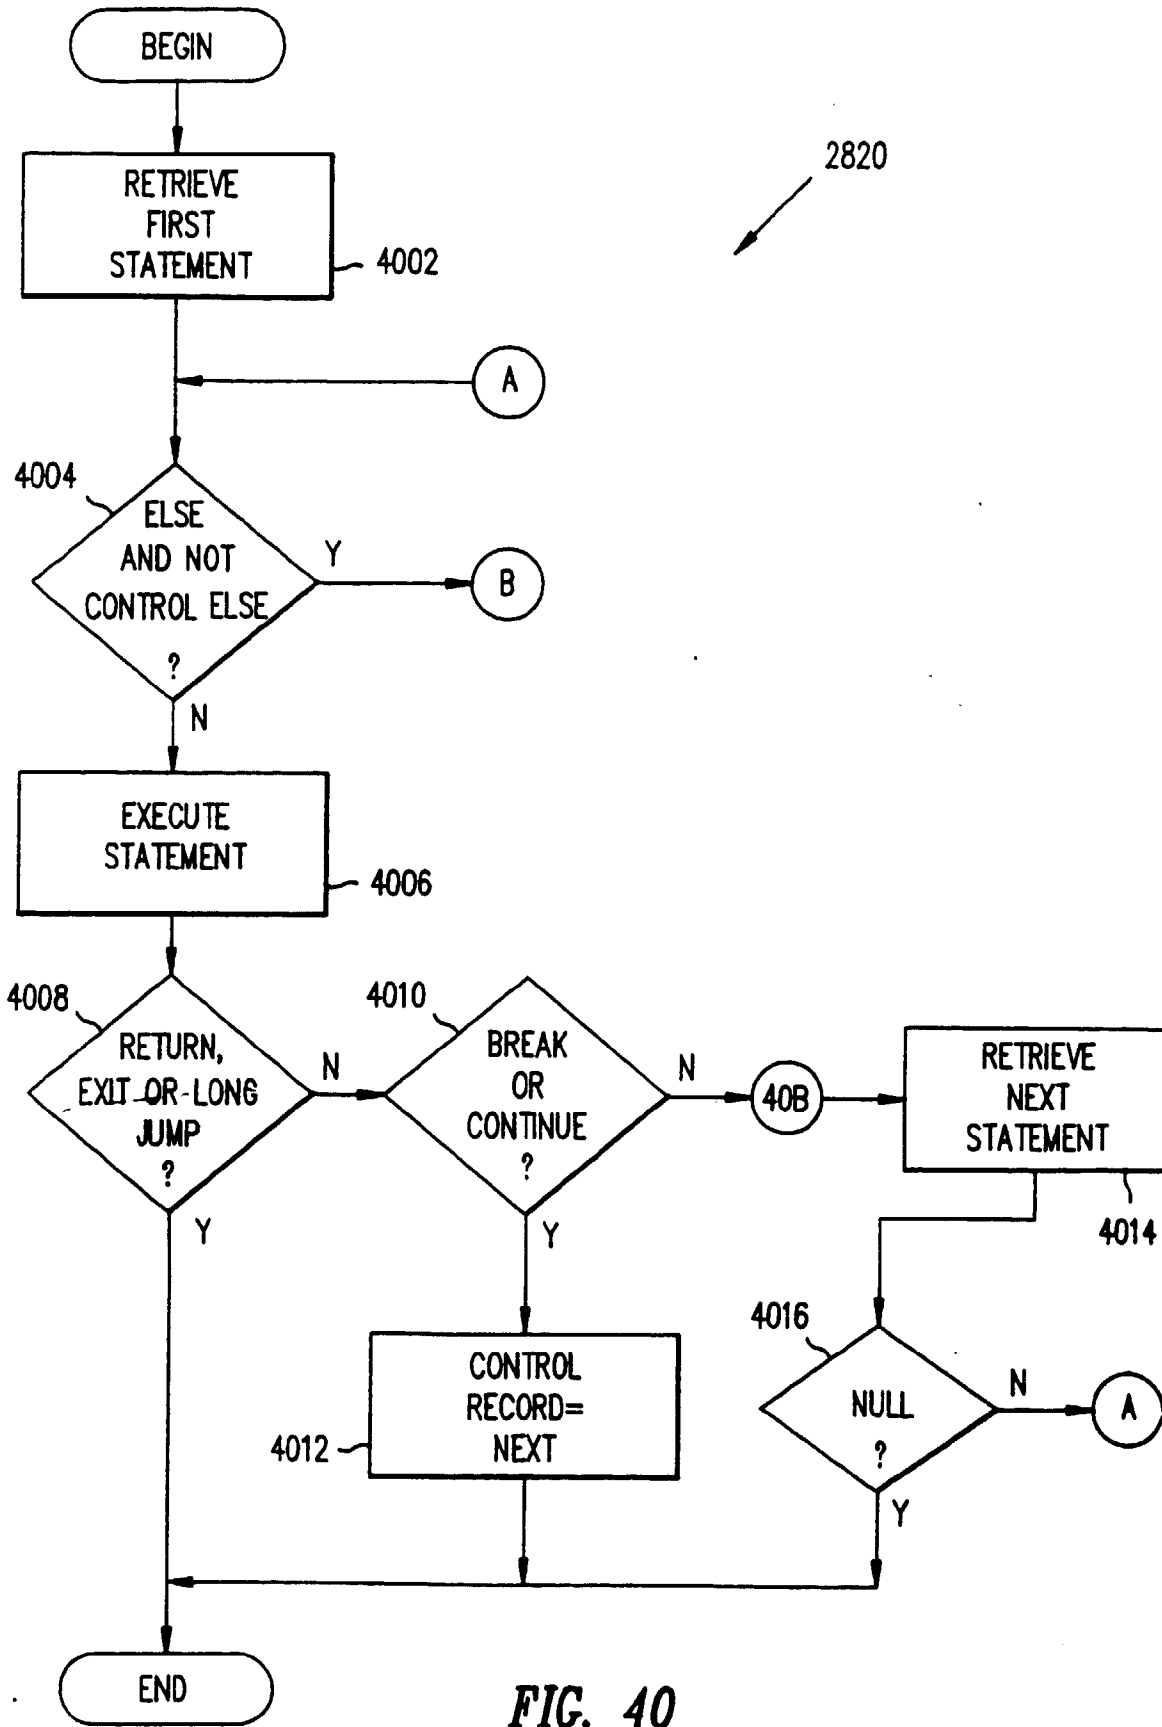 BEGIN
2820
RETRIEVE
FIRST
STATEMENT
4002
A
4004
ELSE
AND NOT
CONTROL ELSE
?
Y
B
N
EXECUTE
STATEMENT
4006
4008
RETURN,
EXIT OR LONG
JUMP
?
N
Y
4010
BREAK
OR
CONTINUE
?
N
Y
40B
RETRIEVE
NEXT
STATEMENT
4014
4012
CONTROL
RECORD=
NEXT
4016
NULL
?
N
A
Y
END
FIG. 40